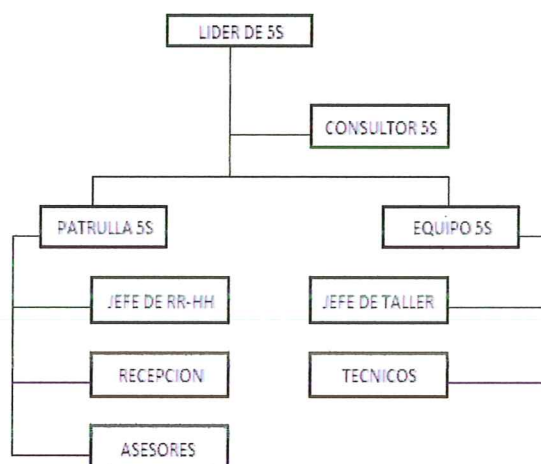 LIDER DE 5S
CONSULTOR 5S
PATRULLA 5S
EQUIPO 5S
JEFE DE RR-HH
JEFE DE TALLER
RECEPCION
TECNICOS
ASESORES